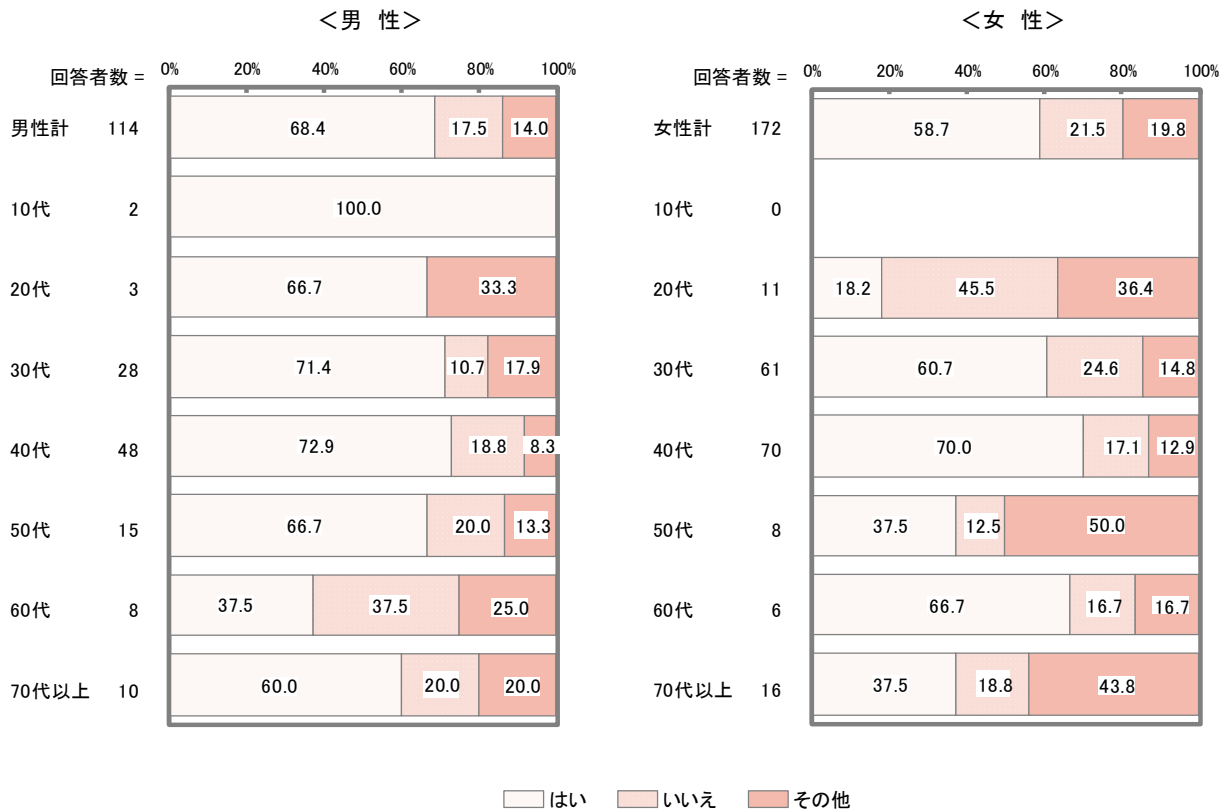 ＜男 性＞
回答者数 = 0% 20% 40% 60% 80% 100%
男性計 114 68.4 17.5 14.0
10代 2 100.0
20代 3 66.7 33.3
30代 28 71.4 10.7 17.9
40代 48 72.9 18.8 8.3
50代 15 66.7 20.0 13.3
60代 8 37.5 37.5 25.0
70代以上 10 60.0 20.0 20.0
＜女 性＞
回答者数 = 0% 20% 40% 60% 80% 100%
女性計 172 58.7 21.5 19.8
10代 0
20代 11 18.2 45.5 36.4
30代 61 60.7 24.6 14.8
40代 70 70.0 17.1 12.9
50代 8 37.5 12.5 50.0
60代 6 66.7 16.7 16.7
70代以上 16 37.5 18.8 43.8
はい いいえ その他